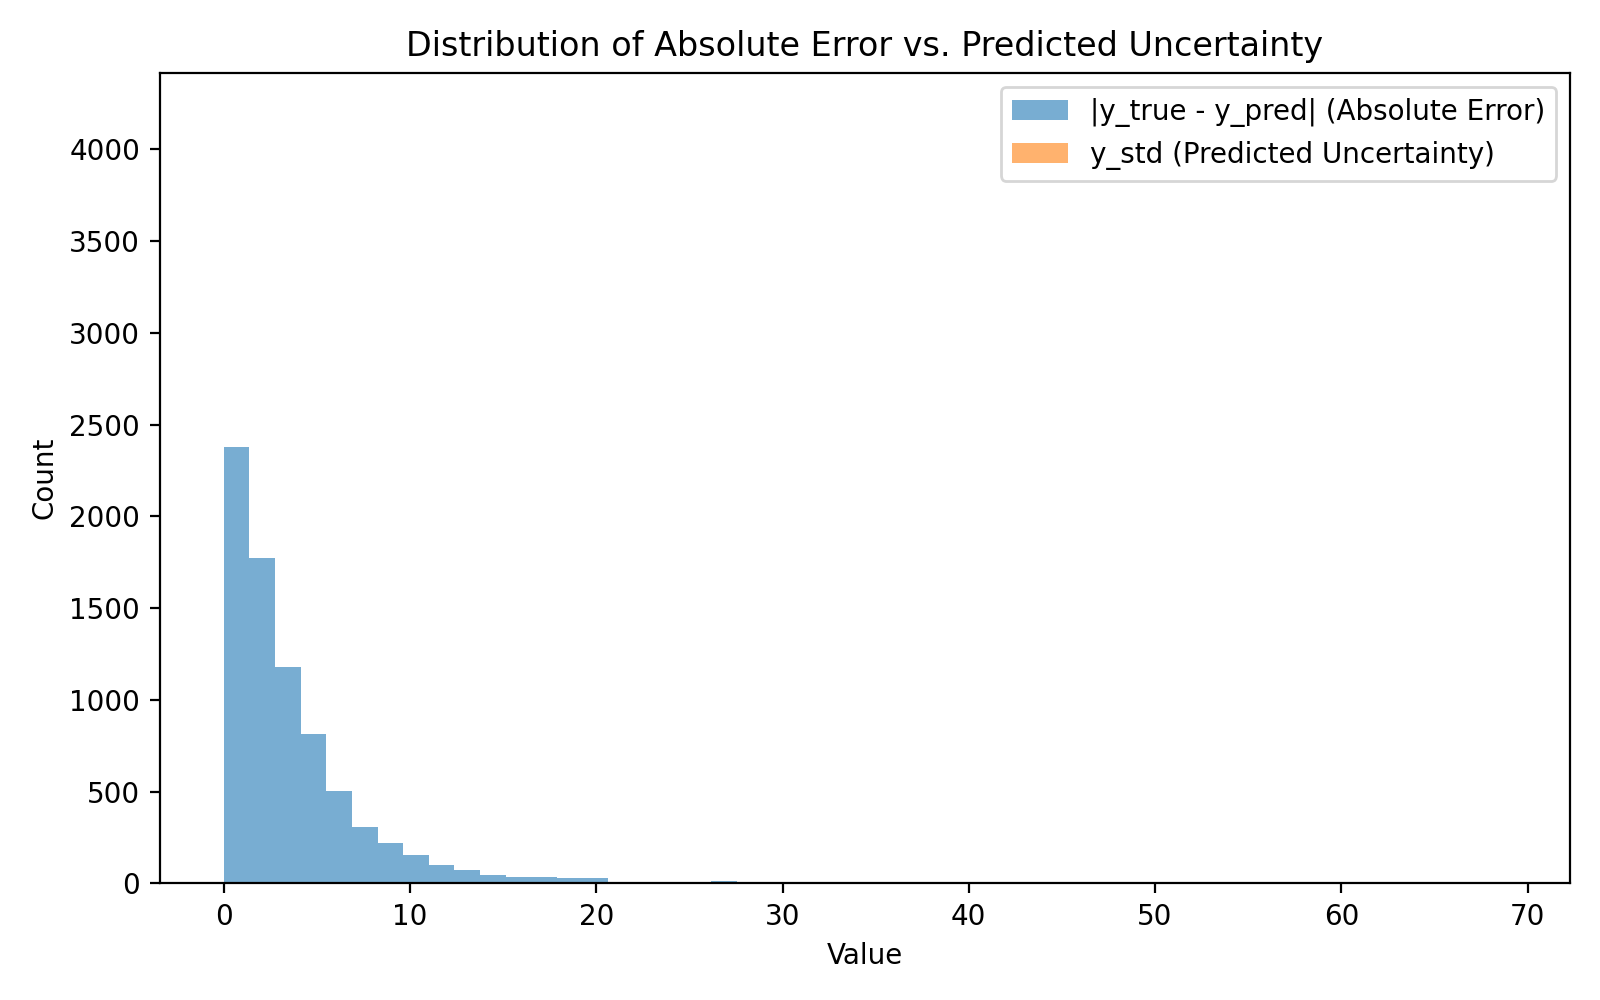 Distribution of Absolute Error vs. Predicted Uncertainty
|y_true - y_pred| (Absolute Error)
y_std (Predicted Uncertainty)
4000
3500
3000
2500
2000
1500
1000
500
0
Count
0 10 20 30 40 50 60 70
Value